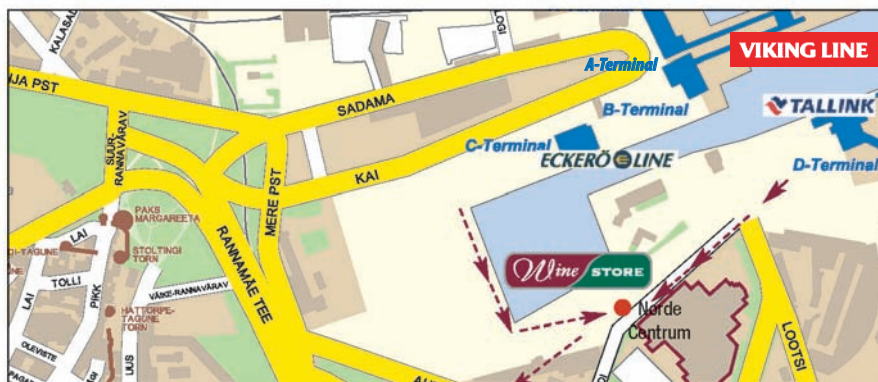 KALASAD
NJA PST
SUUR-
RANNAVÄRAV
SADAMA
LOGI
A-Terminal
VIKING LINE
B-Terminal
TALLINK
C-Terminal
ECKERÖ LINE
D-Terminal
KAI
MERE PST
PAKS
MARGAREETA
LAI
DI-TAGUNE
STOLTINGI
TORN
TOLLI
LAI
PIKK
RANNAMÄE TEE
VÄIKE-RANNAVÄRAV
HATTORPE-
TAGUNE
TORN
OLEVISTE
UUS
Wine STORE
Norde
Centrum
LOOTSI